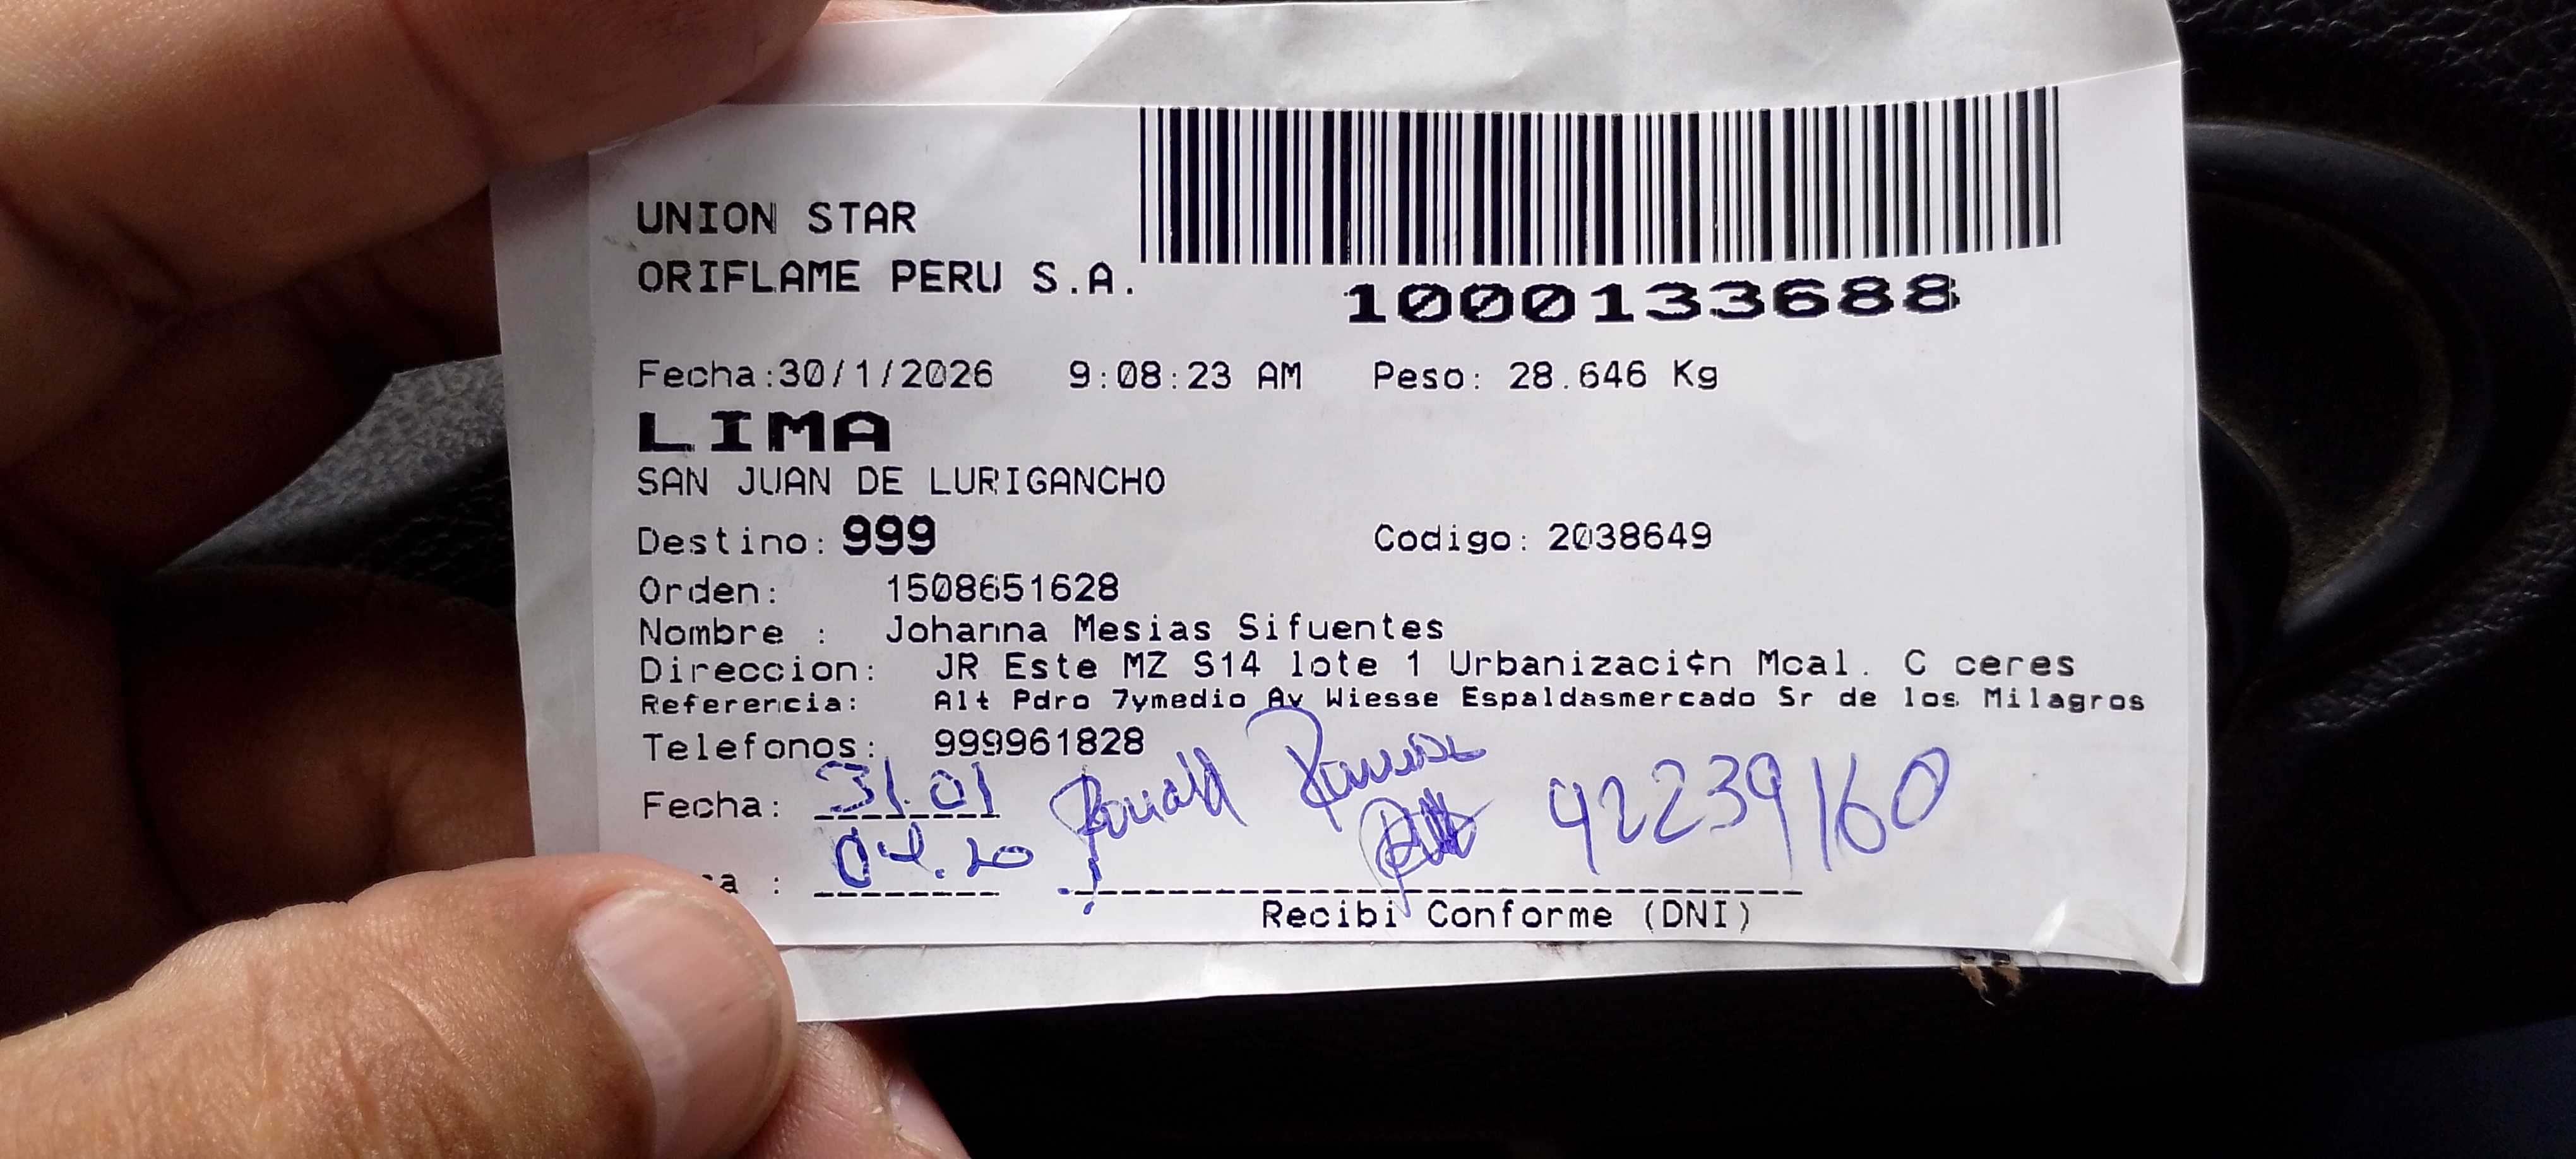 UNION STAR
ORIFLAME PERU S.A.
1000133688
Fecha:30/1/2026 9:08:23 AM Peso: 28.646 Kg
LIMA
SAN JUAN DE LURIGANCHO
Destino: 999 Codigo: 2038649
Orden: 1508651628
Nombre : Johanna Mesias Sifuentes
Direccion: JR Este MZ S14 lote 1 Urbanizaci¢n Mcal. C ceres
Referencia: Alt Pdro 7ymedio Av Wiesse Espaldasmercado Sr de los Milagros
Telefonos: 999961828
Fecha: 31.01 Ronald 42239160
a : 04.20
Recibi Conforme (DNI)